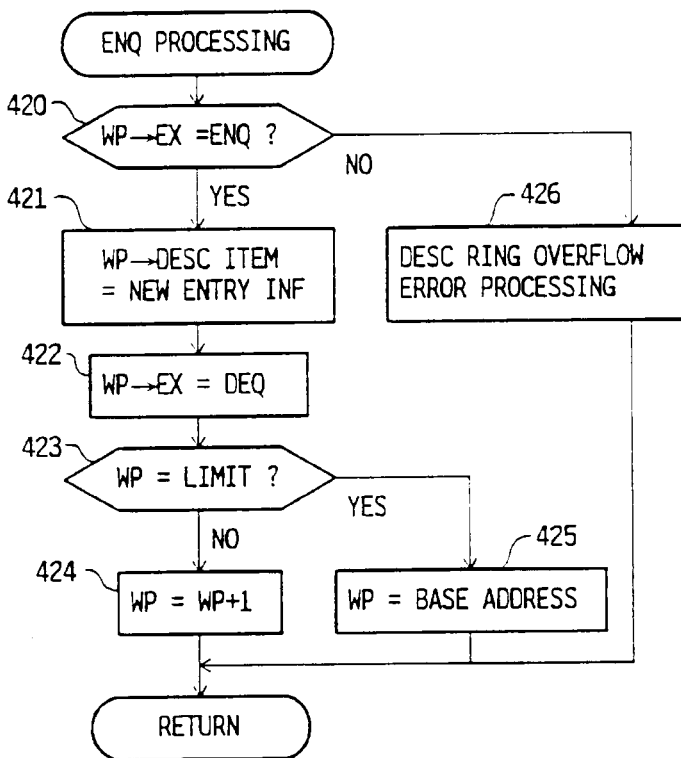 ENQ PROCESSING
420
WP→EX =ENQ ?
NO
YES
421
426
WP→DESC ITEM
= NEW ENTRY INF
DESC RING OVERFLOW
ERROR PROCESSING
422
WP→EX = DEQ
423
WP = LIMIT ?
YES
NO
425
424
WP = WP+1
WP = BASE ADDRESS
RETURN